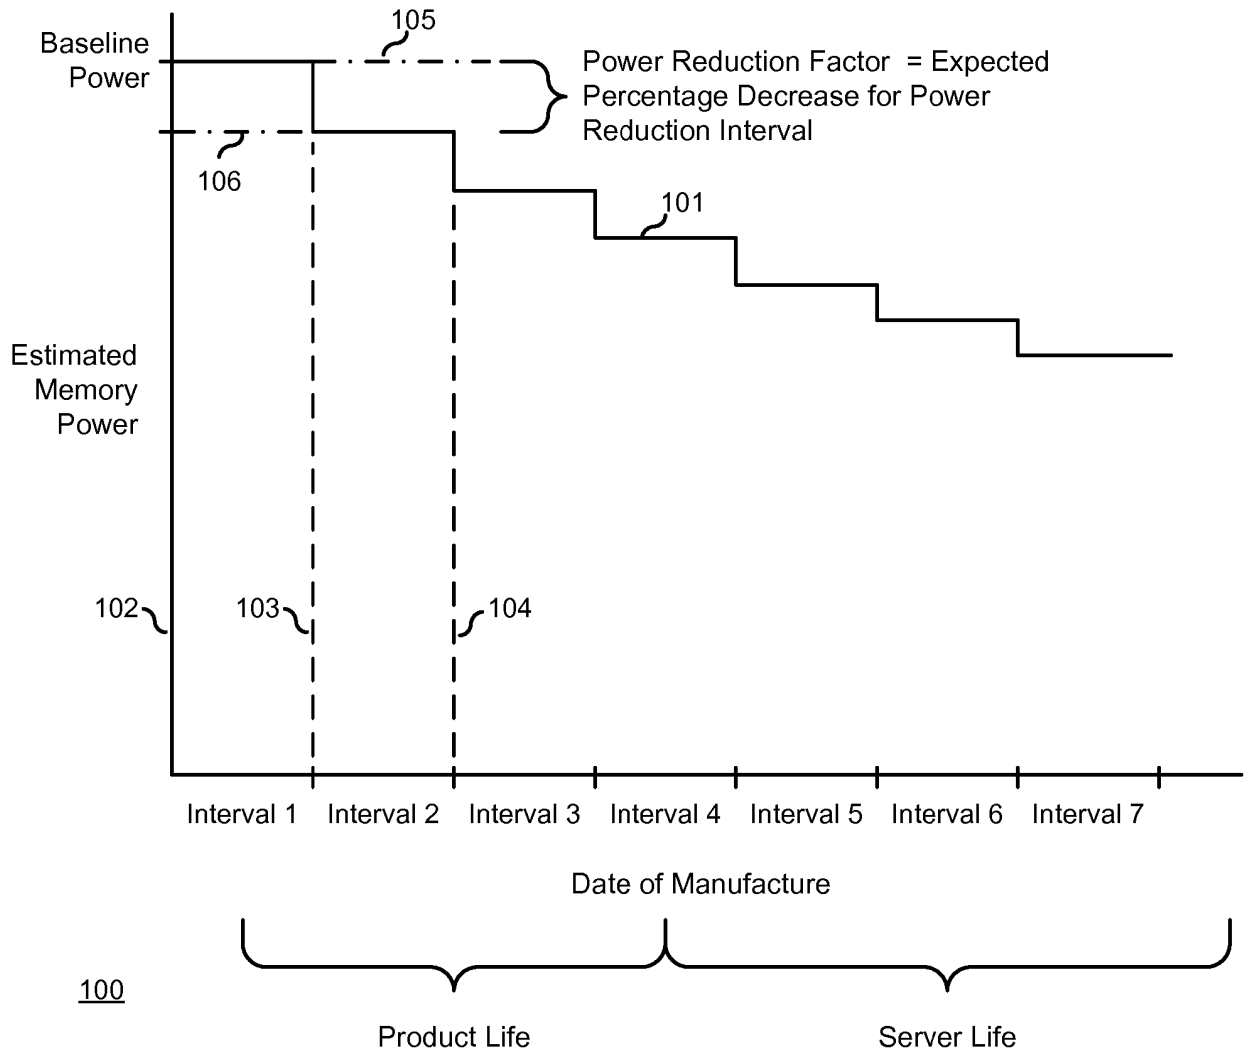 105
Baseline
Power
Power Reduction Factor = Expected
Percentage Decrease for Power
Reduction Interval
106
101
Estimated
Memory
Power
102
103
104
Interval 1
Interval 2
Interval 3
Interval 4
Interval 5
Interval 6
Interval 7
Date of Manufacture
100
Product Life
Server Life